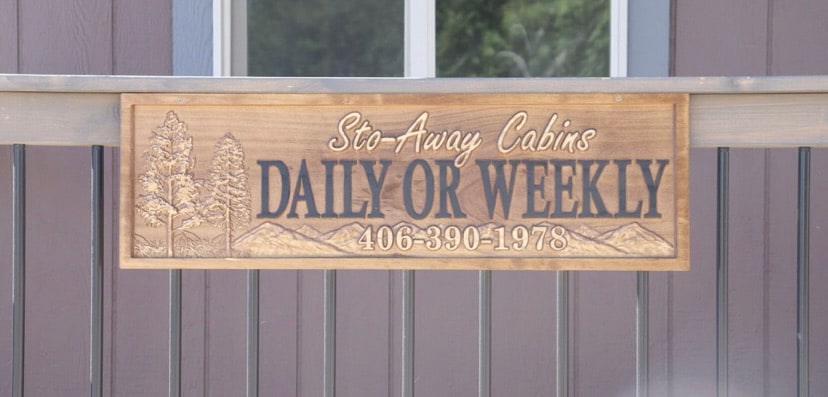 Sto-Away Cabins
DAILY OR WEEKLY
406-390-1978